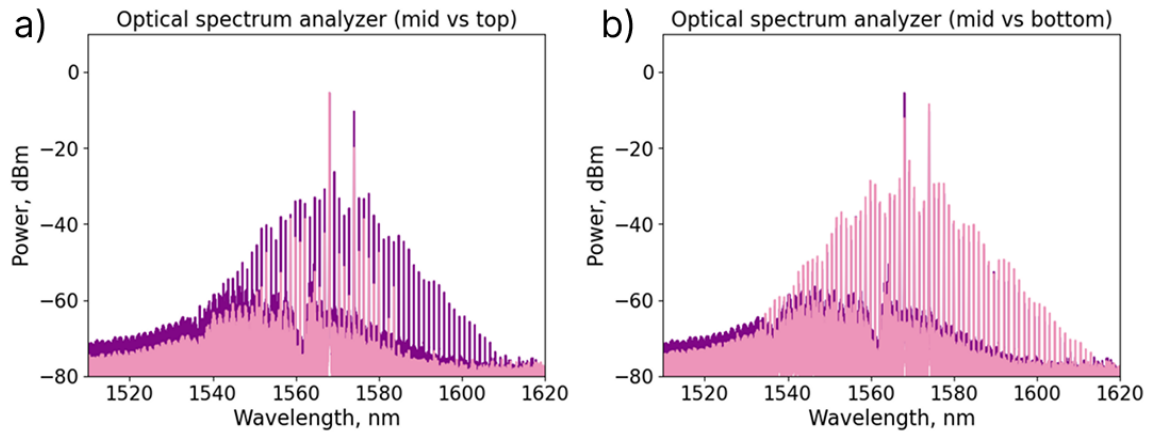 a)
Optical spectrum analyzer (mid vs top)
0
−20
−40
−60
−80
Power, dBm
1520 1540 1560 1580 1600 1620
Wavelength, nm
b)
Optical spectrum analyzer (mid vs bottom)
0
−20
−40
−60
−80
Power, dBm
1520 1540 1560 1580 1600 1620
Wavelength, nm